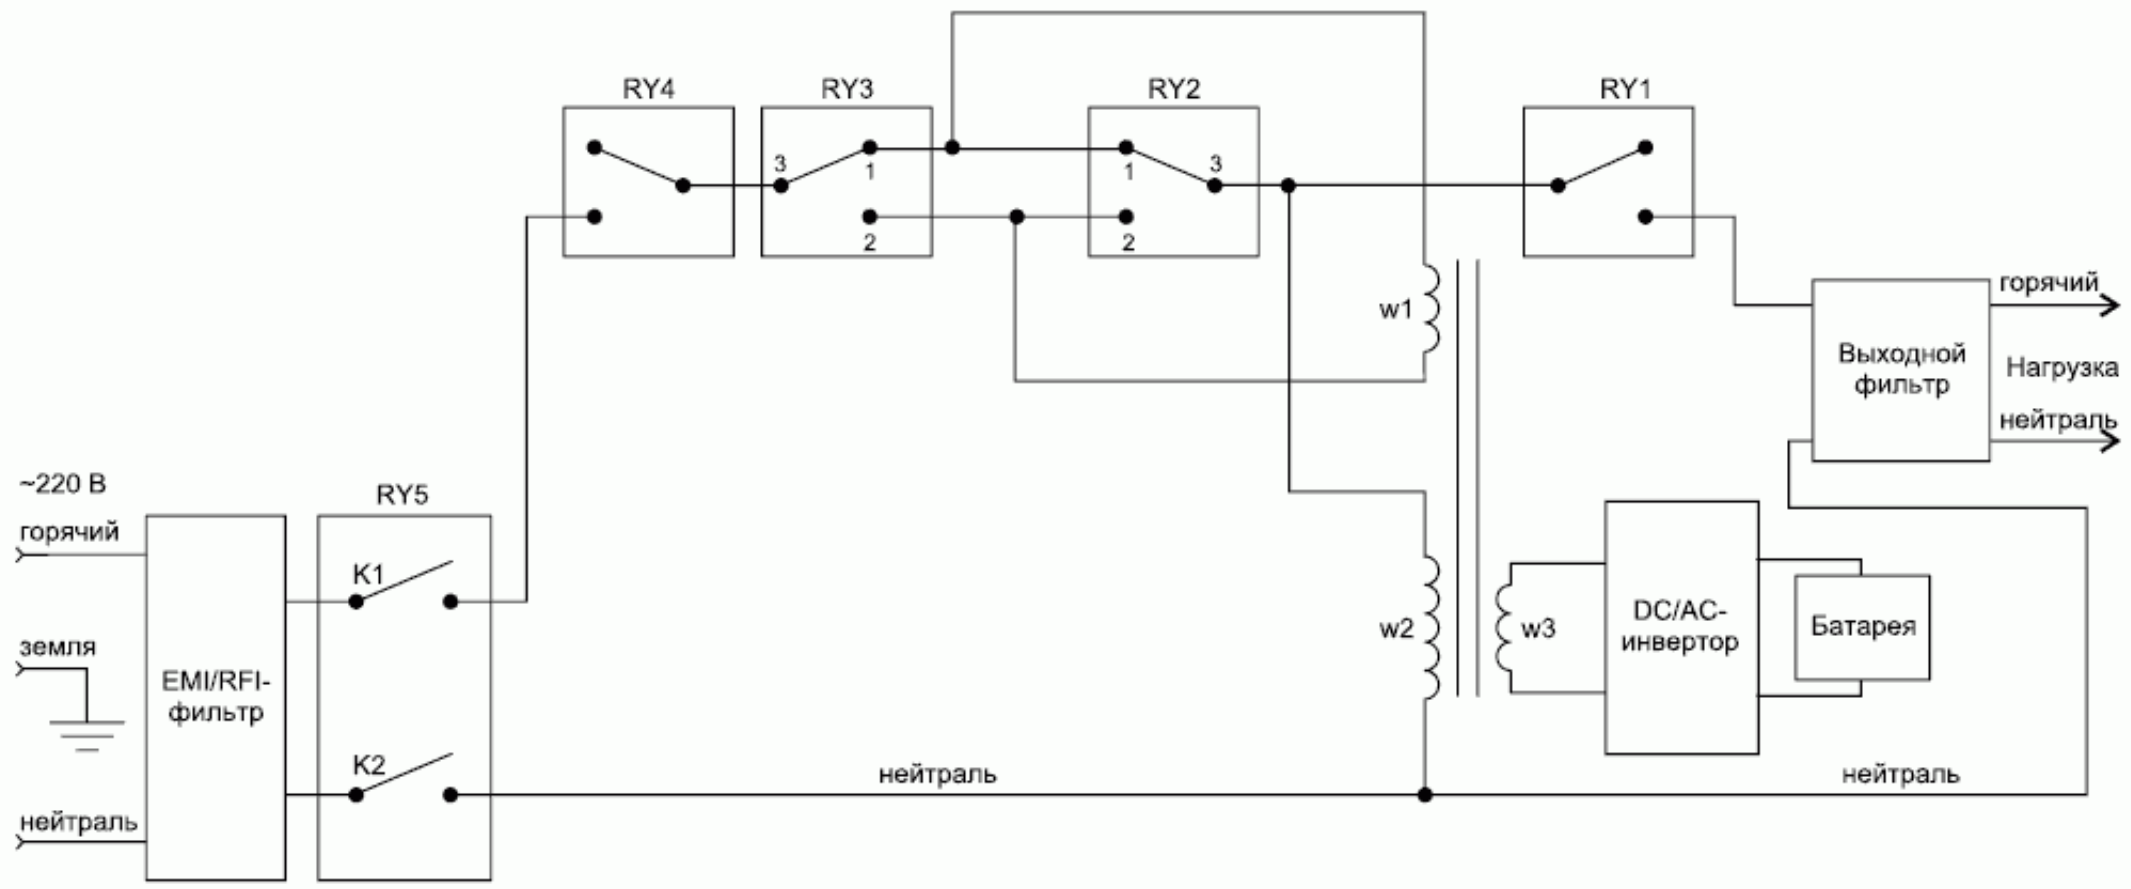 RY4
RY3
RY2
RY1
3
1
2
1
3
2
w1
горячий
Выходной
фильтр
Нагрузка
нейтраль
~220 В
горячий
земля
нейтраль
EMI/RFI-
фильтр
RY5
K1
K2
нейтраль
w2
w3
DC/AC-
инвертор
Батарея
нейтраль